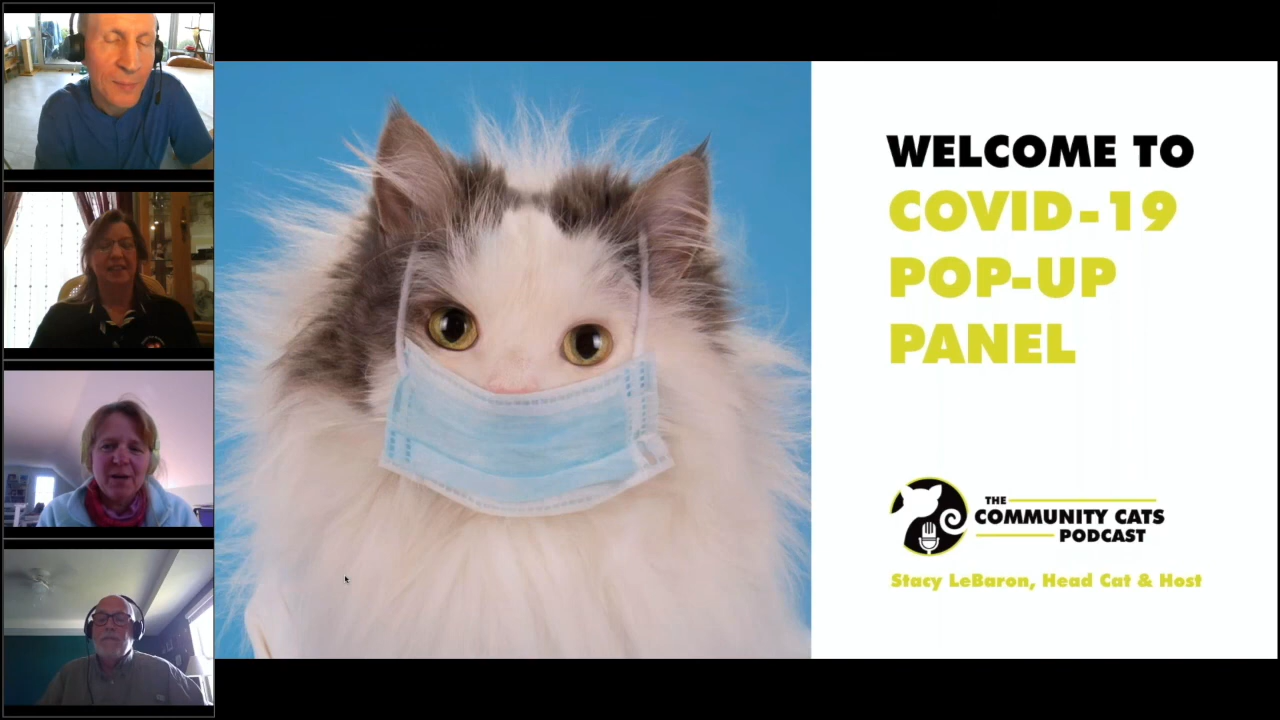 WELCOME TO
COVID-19
POP-UP
PANEL
THE
COMMUNITY CATS
PODCAST
Stacy LeBaron, Head Cat & Host